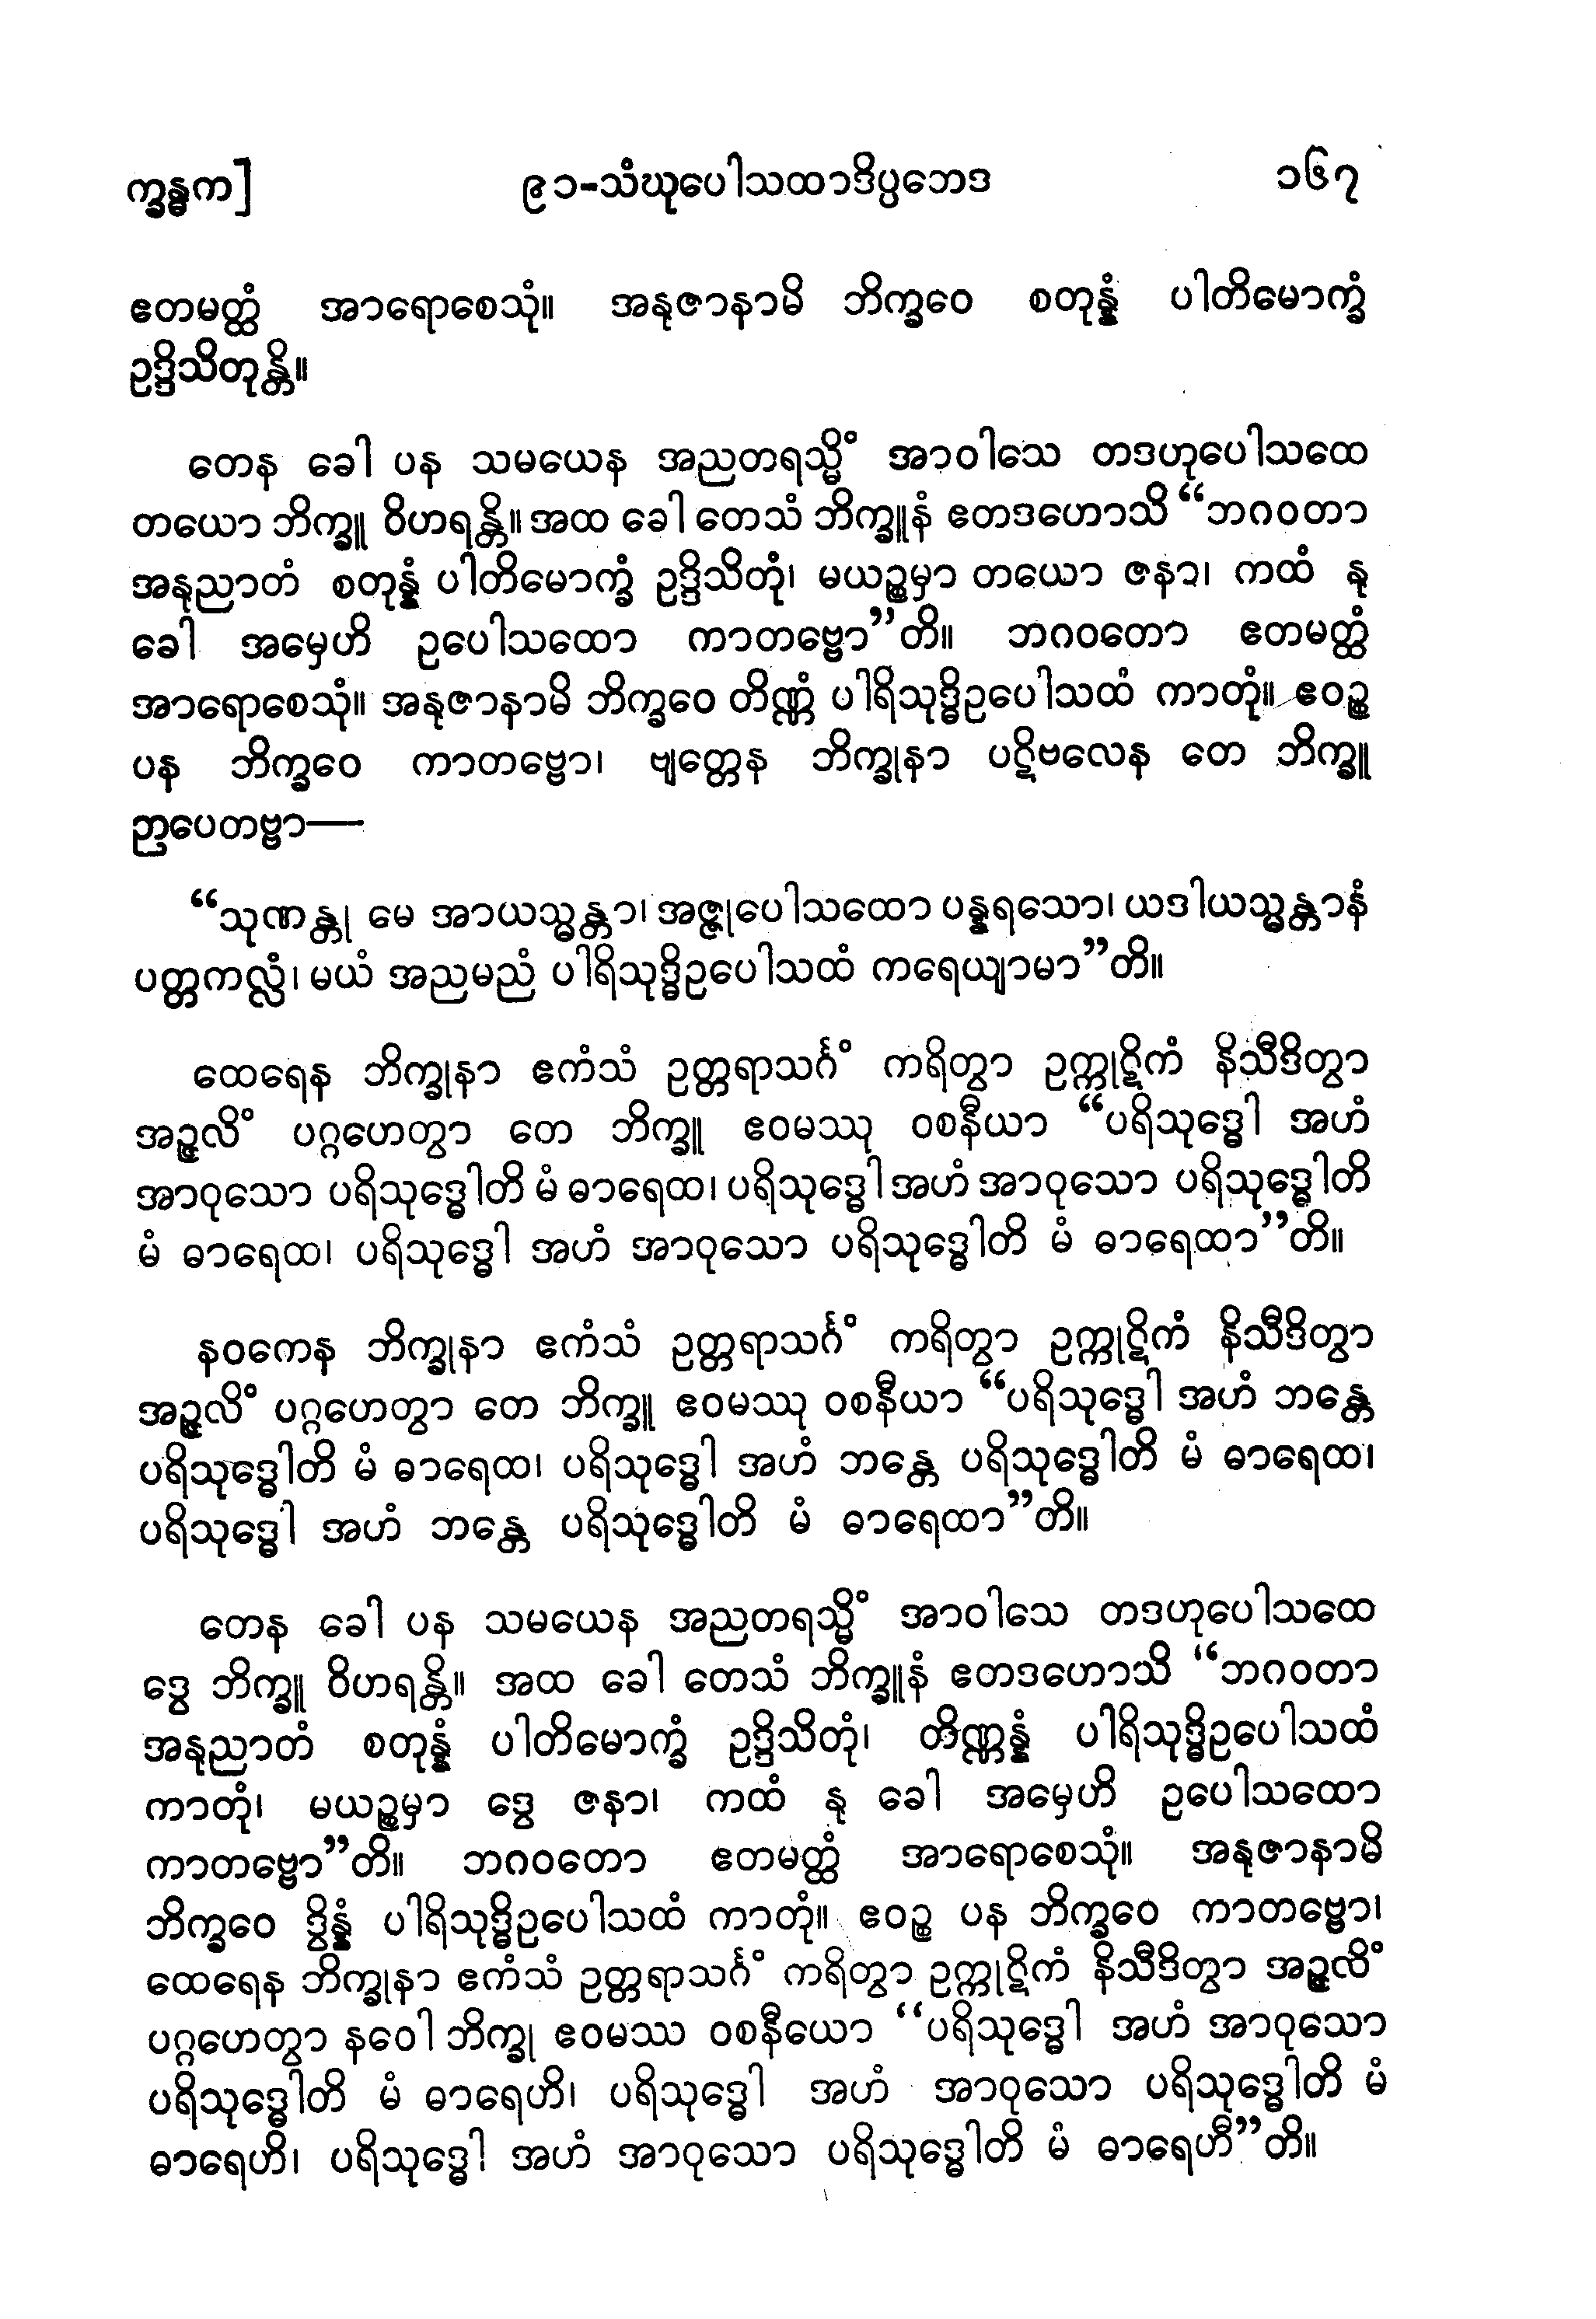 က္ခန္ဓက] ၉၁-သံဃုပေါသထာဒိပ္ပဘေဒ ၁၆၇
ဧတမတ္ထံ အာရောစေသုံ။ အနုဇာနာမိ ဘိက္ခဝေ စတုန္နံ ပါတိမောက္ခံ
ဥဒ္ဒိသိတုန္တိ။
တေန ခေါ ပန သမယေန အညတရသ္မိံ အာဝါသေ တဒဟုပေါသထေ
တယော ဘိက္ခူ ဝိဟရန္တိ။ အထ ခေါ တေသံ ဘိက္ခူနံ ဧတဒဟောသိ “ဘဂဝတာ
အနုညာတံ စတုန္နံ ပါတိမောက္ခံ ဥဒ္ဒိသိတုံ၊ မယဉ္စမှာ တယော ဇနာ၊ ကထံ နု
ခေါ အမှေဟိ ဥပေါသထော ကာတဗ္ဗော”တိ။ ဘဂဝတော ဧတမတ္ထံ
အာရောစေသုံ။ အနုဇာနာမိ ဘိက္ခဝေ တိဏ္ဏံ ပါရိသုဒ္ဓိဥပေါသထံ ကာတုံ။ ဧဝဉ္စ
ပန ဘိက္ခဝေ ကာတဗ္ဗော၊ ဗျတ္တေန ဘိက္ခုနာ ပဋိဗလေန တေ ဘိက္ခူ
ဉာပေတဗ္ဗာ—
“သုဏန္တု မေ အာယသ္မန္တာ၊ အဇ္ဇုပေါသထော ပန္နရသော၊ ယဒါယသ္မန္တာနံ
ပတ္တကလ္လံ၊ မယံ အညမညံ ပါရိသုဒ္ဓိဥပေါသထံ ကရေယျာမာ”တိ။
ထေရေန ဘိက္ခုနာ ဧကံသံ ဥတ္တရာသင်္ဂံ ကရိတွာ ဥက္ကုဋိကံ နိသီဒိတွာ
အဉ္ဇလိံ ပဂ္ဂဟေတွာ တေ ဘိက္ခူ ဧဝမဿု ဝစနီယာ “ပရိသုဒ္ဓေါ အဟံ
အာဝုသော ပရိသုဒ္ဓေါတိ မံ ဓာရေထ၊ ပရိသုဒ္ဓေါ အဟံ အာဝုသော ပရိသုဒ္ဓေါတိ
မံ ဓာရေထ၊ ပရိသုဒ္ဓေါ အဟံ အာဝုသော ပရိသုဒ္ဓေါတိ မံ ဓာရေထာ”တိ။
နဝကေန ဘိက္ခုနာ ဧကံသံ ဥတ္တရာသင်္ဂံ ကရိတွာ ဥက္ကုဋိကံ နိသီဒိတွာ
အဉ္ဇလိံ ပဂ္ဂဟေတွာ တေ ဘိက္ခူ ဧဝမဿု ဝစနီယာ “ပရိသုဒ္ဓေါ အဟံ ဘန္တေ
ပရိသုဒ္ဓေါတိ မံ ဓာရေထ၊ ပရိသုဒ္ဓေါ အဟံ ဘန္တေ ပရိသုဒ္ဓေါတိ မံ ဓာရေထ၊
ပရိသုဒ္ဓေါ အဟံ ဘန္တေ ပရိသုဒ္ဓေါတိ မံ ဓာရေထာ”တိ။
တေန ခေါ ပန သမယေန အညတရသ္မိံ အာဝါသေ တဒဟုပေါသထေ
ဒွေ ဘိက္ခူ ဝိဟရန္တိ။ အထ ခေါ တေသံ ဘိက္ခူနံ ဧတဒဟောသိ “ဘဂဝတာ
အနုညာတံ စတုန္နံ ပါတိမောက္ခံ ဥဒ္ဒိသိတုံ၊ တိဏ္ဏန္နံ ပါရိသုဒ္ဓိဥပေါသထံ
ကာတုံ၊ မယဉ္စမှာ ဒွေ ဇနာ၊ ကထံ နု ခေါ အမှေဟိ ဥပေါသထော
ကာတဗ္ဗော”တိ။ ဘဂဝတော ဧတမတ္ထံ အာရောစေသုံ။ အနုဇာနာမိ
ဘိက္ခဝေ ဒွိန္နံ ပါရိသုဒ္ဓိဥပေါသထံ ကာတုံ။ ဧဝဉ္စ ပန ဘိက္ခဝေ ကာတဗ္ဗော၊
ထေရေန ဘိက္ခုနာ ဧကံသံ ဥတ္တရာသင်္ဂံ ကရိတွာ ဥက္ကုဋိကံ နိသီဒိတွာ အဉ္ဇလိံ
ပဂ္ဂဟေတွာ နဝေါ ဘိက္ခု ဧဝမဿ ဝစနီယော “ပရိသုဒ္ဓေါ အဟံ အာဝုသော
ပရိသုဒ္ဓေါတိ မံ ဓာရေဟိ၊ ပရိသုဒ္ဓေါ အဟံ အာဝုသော ပရိသုဒ္ဓေါတိ မံ
ဓာရေဟိ၊ ပရိသုဒ္ဓေါ အဟံ အာဝုသော ပရိသုဒ္ဓေါတိ မံ ဓာရေဟီ”တိ။